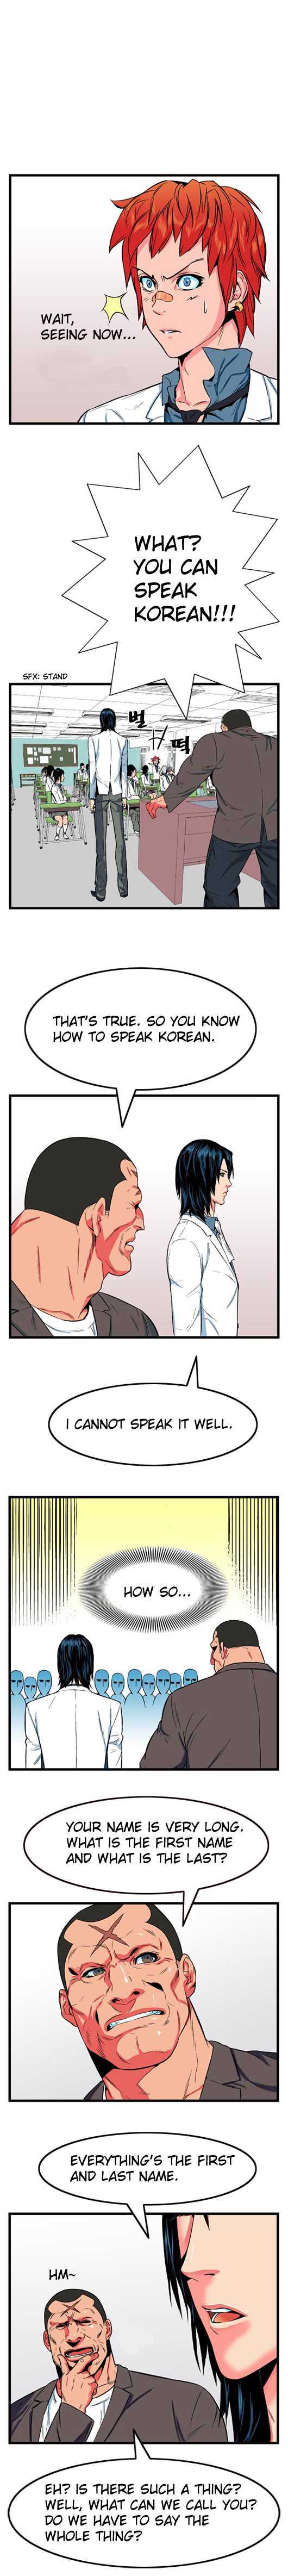 WAIT,
SEEING NOW...
WHAT?
YOU CAN
SPEAK
KOREAN!!!
SFX: STAND
벌
떡
THAT'S TRUE. SO YOU KNOW
HOW TO SPEAK KOREAN.
I CANNOT SPEAK IT WELL.
HOW SO...
YOUR NAME IS VERY LONG.
WHAT IS THE FIRST NAME
AND WHAT IS THE LAST?
EVERYTHING'S THE FIRST
AND LAST NAME.
HM~
EH? IS THERE SUCH A THING?
WELL, WHAT CAN WE CALL YOU?
DO WE HAVE TO SAY THE
WHOLE THING?